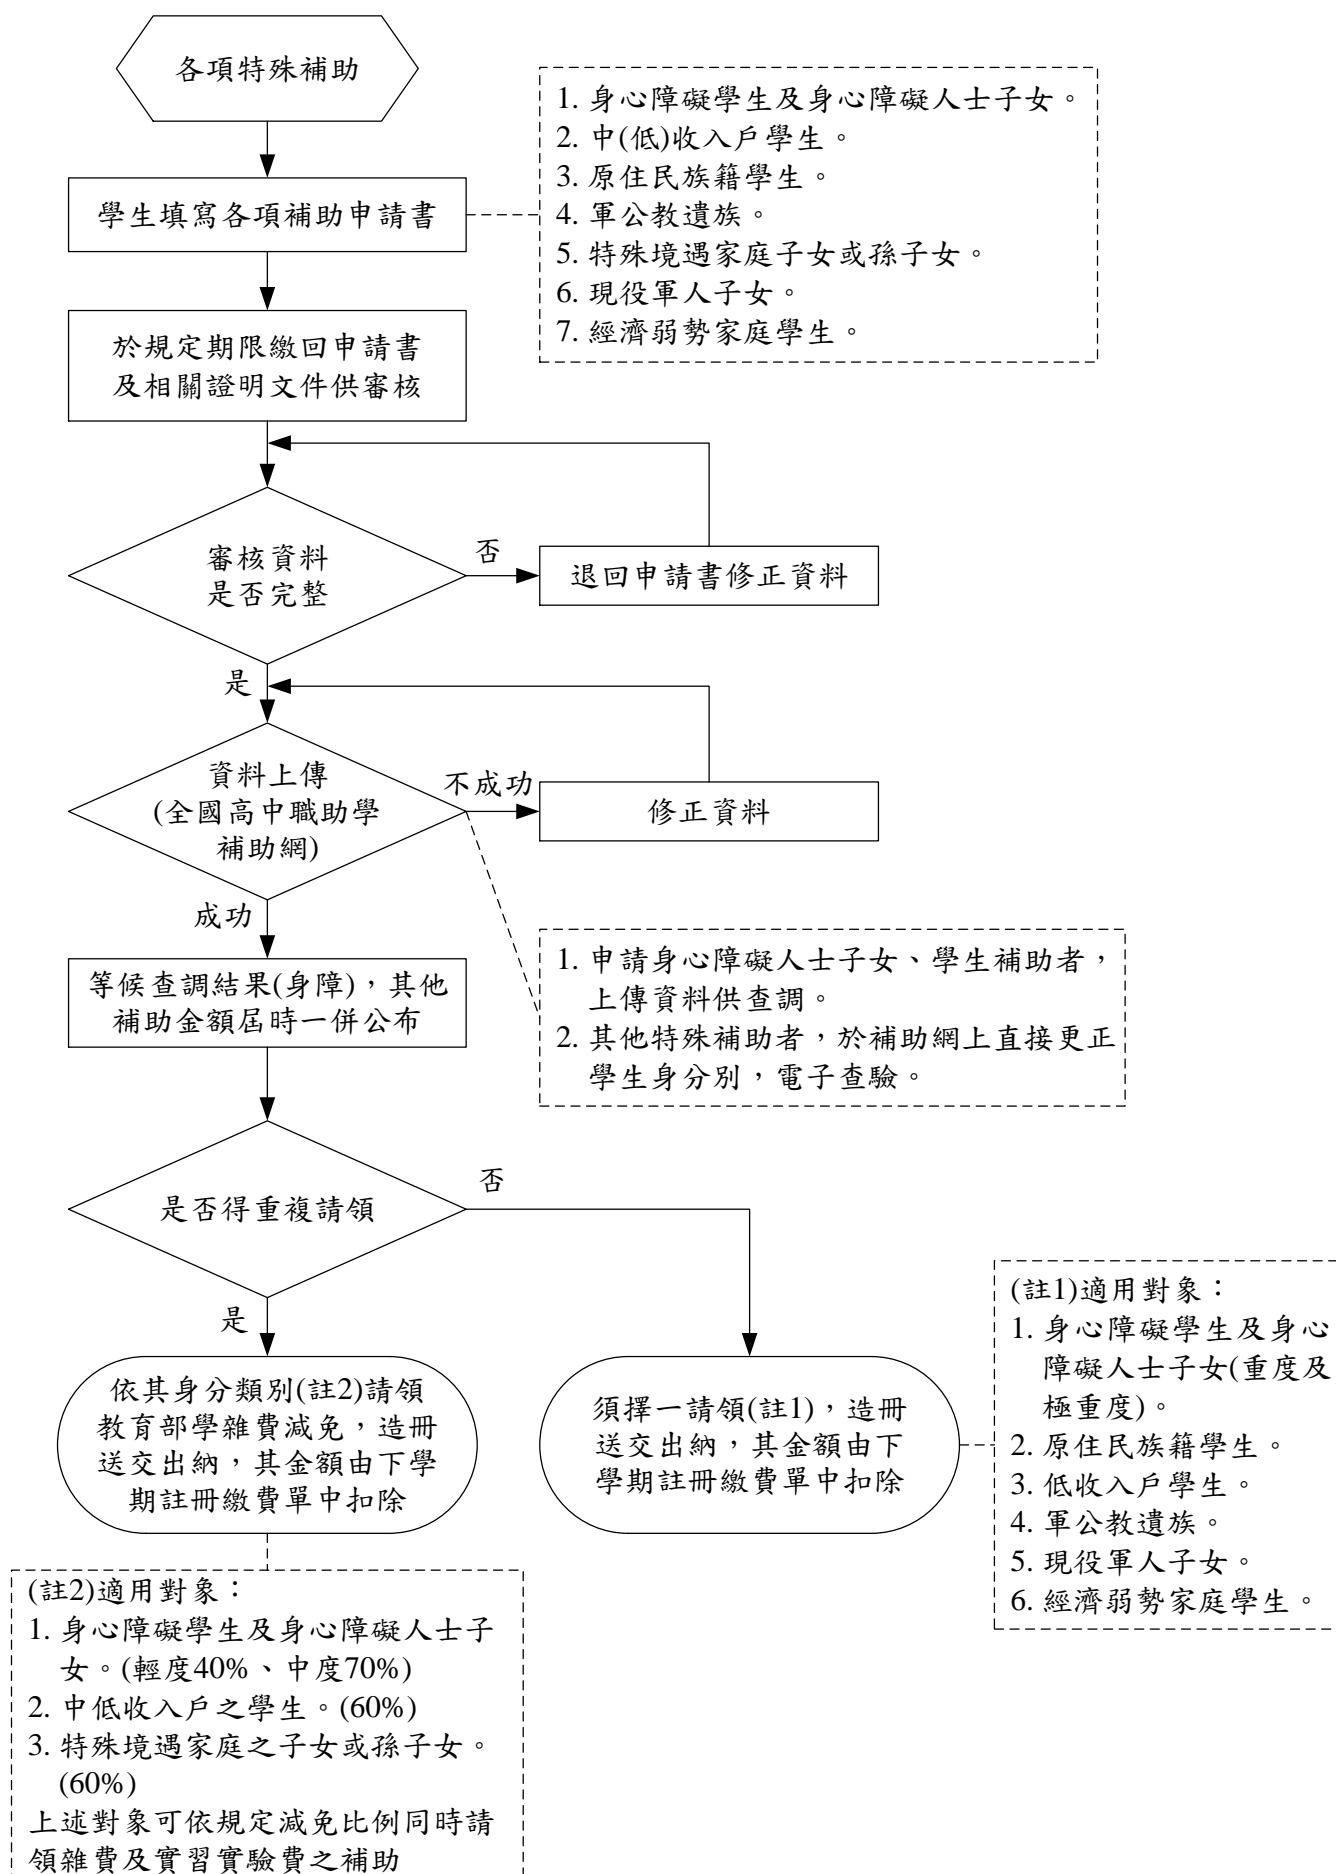 各項特殊補助
1. 身心障礙學生及身心障礙人士子女。
2. 中(低)收入戶學生。
3. 原住民族籍學生。
4. 軍公教遺族。
5. 特殊境遇家庭子女或孫子女。
6. 現役軍人子女。
7. 經濟弱勢家庭學生。
學生填寫各項補助申請書
於規定期限繳回申請書
及相關證明文件供審核
審核資料
是否完整
否
退回申請書修正資料
是
資料上傳
(全國高中職助學
補助網)
不成功
修正資料
成功
1. 申請身心障礙人士子女、學生補助者，
上傳資料供查調。
2. 其他特殊補助者，於補助網上直接更正
學生身分別，電子查驗。
等候查調結果(身障)，其他
補助金額屆時一併公布
是否得重複請領
否
是
依其身分類別(註2)請領
教育部學雜費減免，造冊
送交出納，其金額由下學
期註冊繳費單中扣除
須擇一請領(註1)，造冊
送交出納，其金額由下
學期註冊繳費單中扣除
(註1)適用對象：
1. 身心障礙學生及身心
障礙人士子女(重度及
極重度)。
2. 原住民族籍學生。
3. 低收入戶學生。
4. 軍公教遺族。
5. 現役軍人子女。
6. 經濟弱勢家庭學生。
(註2)適用對象：
1. 身心障礙學生及身心障礙人士子
女。(輕度40%、中度70%)
2. 中低收入戶之學生。(60%)
3. 特殊境遇家庭之子女或孫子女。
(60%)
上述對象可依規定減免比例同時請
領雜費及實習實驗費之補助